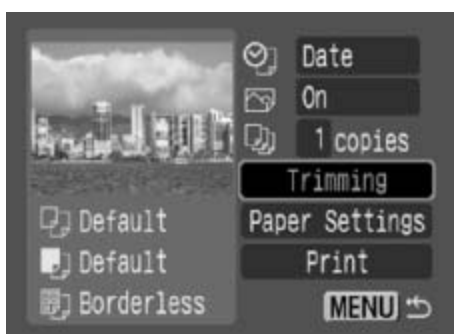 Date
On
1 copies
Trimming
Default
Paper Settings
Default
Print
Borderless
MENU